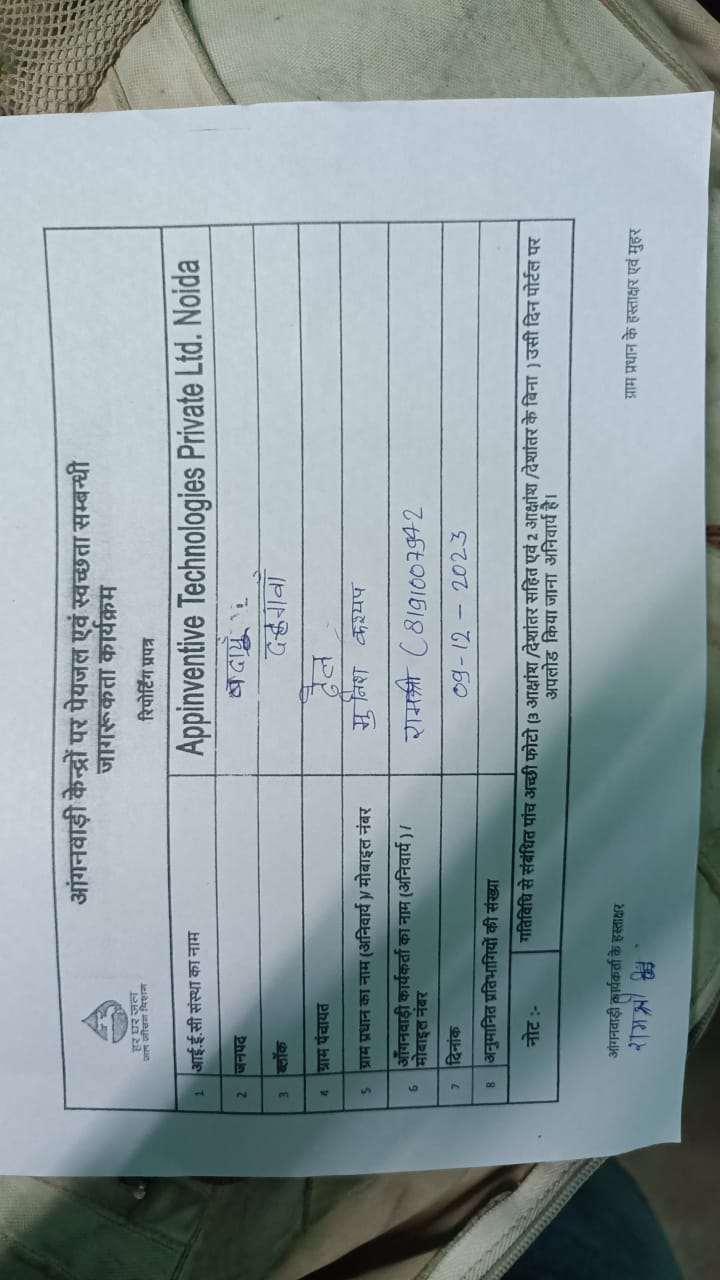 हर घर जल
जल जीवन मिशन
आंगनवाड़ी केन्द्रों पर पेयजल एवं स्वच्छता सम्बन्धी
जागरूकता कार्यक्रम
रिपोर्टिंग प्रपत्र
1 आई.ई.सी संस्था का नाम Appinventive Technologies Private Ltd. Noida
2 जनपद बदायूँ
3 ब्लॉक दहगवाँ
4 ग्राम पंचायत
5 ग्राम प्रधान का नाम (अनिवार्य )/ मोबाइल नंबर मुनिश कश्यप
6 आँगनवाड़ी कार्यकर्ता का नाम (अनिवार्य ) / रामश्री (8191007942
मोबाइल नंबर
7 दिनांक 09-12-2023
8 अनुमानित प्रतिभागियों की संख्या
नोट :- गतिविधि से संबंधित पांच अच्छी फोटो (3 आक्षांश /देशांतर सहित एवं 2 आक्षांश /देशांतर के बिना ) उसी दिन पोर्टल पर
अपलोड किया जाना अनिवार्य है।
आंगनवाड़ी कार्यकर्ता के हस्ताक्षर ग्राम प्रधान के हस्ताक्षर एवं मुहर
रामश्री